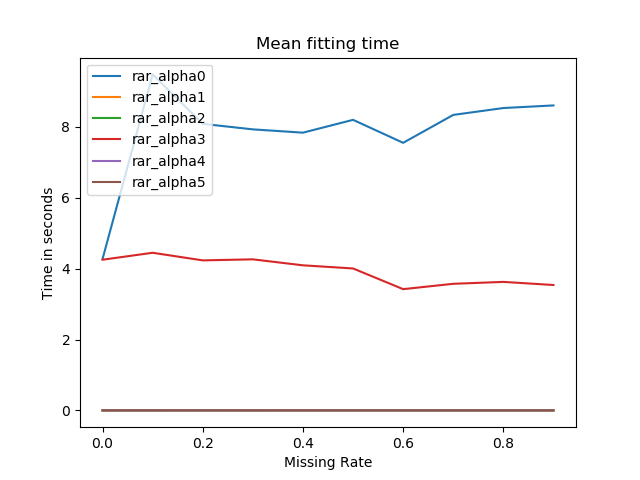 Mean fitting time
rar_alpha0
rar_alpha1
rar_alpha2
rar_alpha3
rar_alpha4
rar_alpha5
Time in seconds
8
6
4
2
0
0.0 0.2 0.4 0.6 0.8
Missing Rate